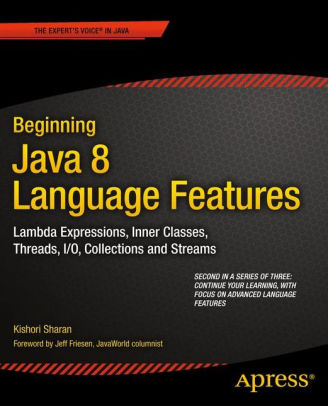 THE EXPERT'S VOICE® IN JAVA
Beginning
Java 8
Language Features
Lambda Expressions, Inner Classes,
Threads, I/O, Collections and Streams
SECOND IN A SERIES OF THREE:
CONTINUE YOUR LEARNING, WITH
FOCUS ON ADVANCED LANGUAGE
FEATURES
Kishori Sharan
Foreword by Jeff Friesen, JavaWorld columnist
Apress®